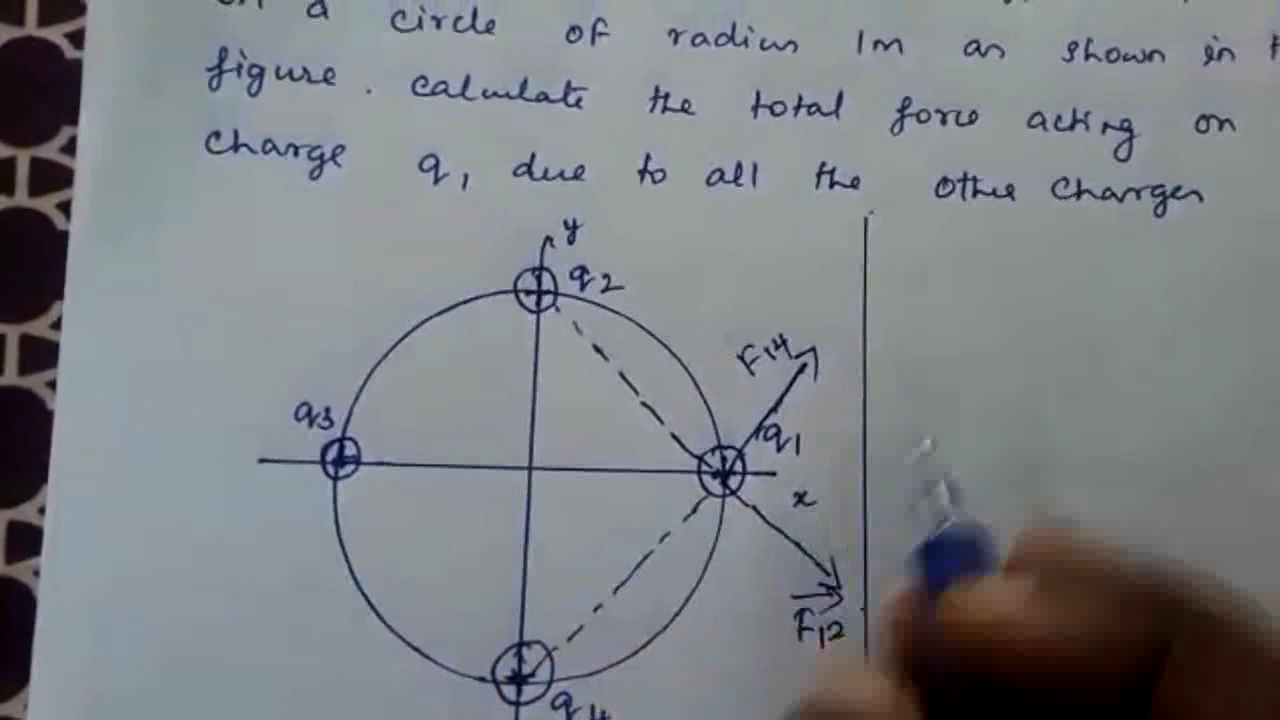 a circle of radius 1m as shown in
figure. calculate the total force acting on
charge q1 due to all the other charges
y
q2
F14
q3
q1
x
F12
q4